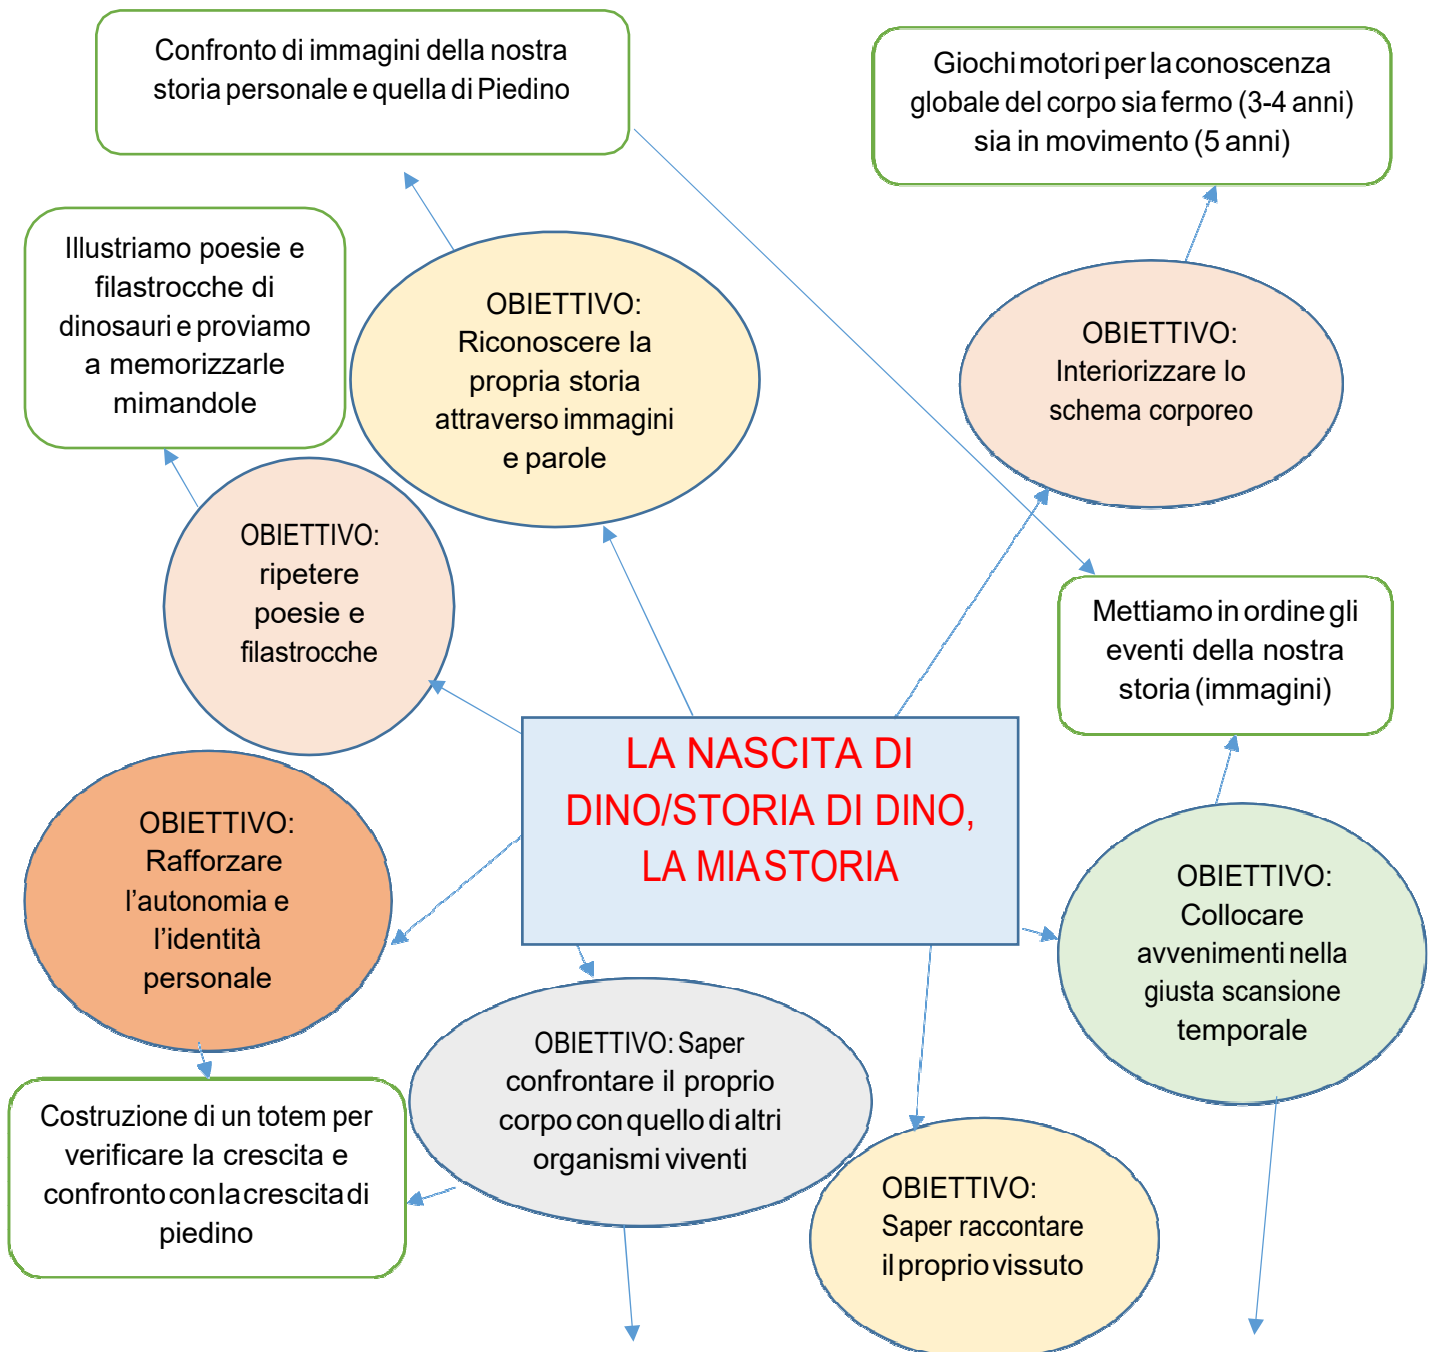 Confronto di immagini della nostra
storia personale e quella di Piedino
Giochi motori per la conoscenza
globale del corpo sia fermo (3-4 anni)
sia in movimento (5 anni)
Illustriamo poesie e
filastrocche di
dinosauri e proviamo
a memorizzarle
mimandole
OBIETTIVO:
Riconoscere la
propria storia
attraverso immagini
e parole
OBIETTIVO:
Interiorizzare lo
schema corporeo
OBIETTIVO:
ripetere
poesie e
filastrocche
Mettiamo in ordine gli
eventi della nostra
storia (immagini)
LA NASCITA DI
DINO/STORIA DI DINO,
LA MIA STORIA
OBIETTIVO:
Rafforzare
l'autonomia e
l'identità
personale
OBIETTIVO:
Collocare
avvenimenti nella
giusta scansione
temporale
OBIETTIVO: Saper
confrontare il proprio
corpo con quello di altri
organismi viventi
Costruzione di un totem per
verificare la crescita e
confronto con la crescita di
piedino
OBIETTIVO:
Saper raccontare
il proprio vissuto